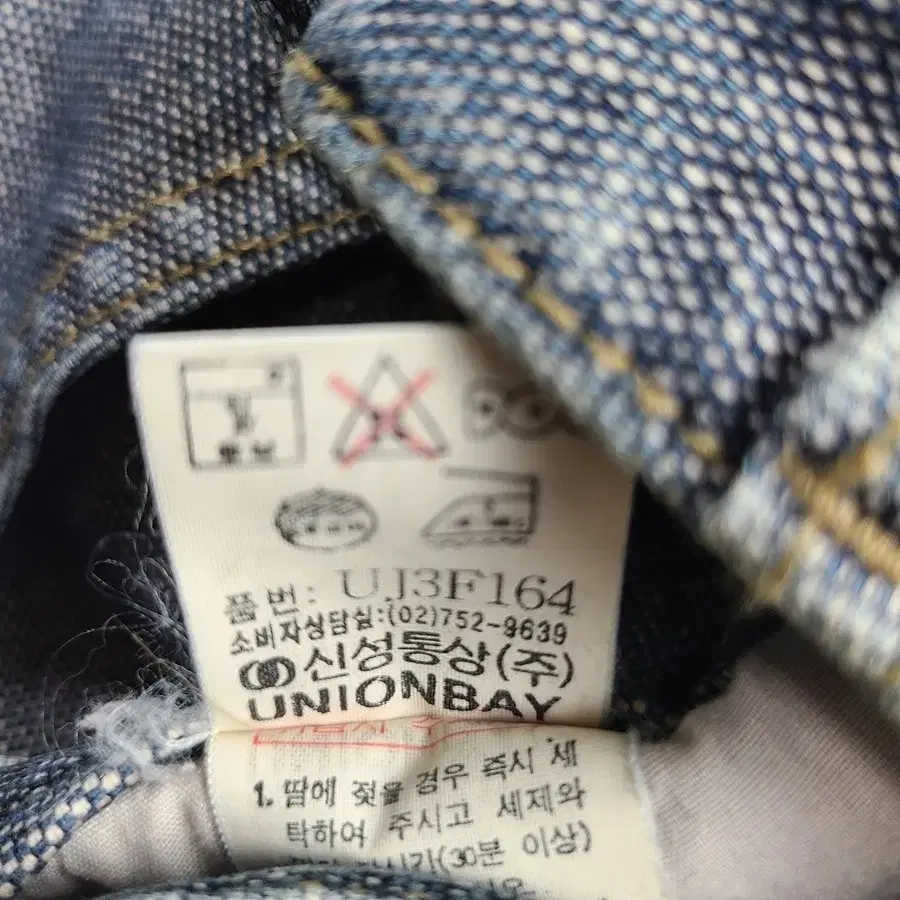 품번: UJ3F164
소비자상담실:(02)752-9639
신성통상(주)
UNIONBAY
1. 땀에 젖을 경우 즉시 세
탁하여 주시고 세제와
(30분 이상)